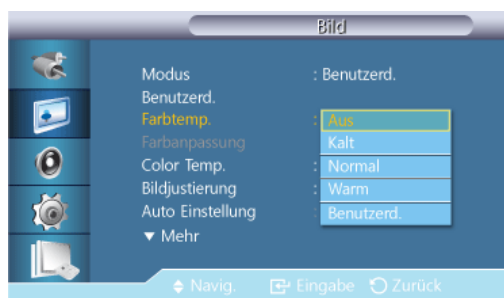 Bild
Modus : Benutzerd.
Benutzerd.
Farbtemp. : Aus
Farbanpassung Kalt
Color Temp. : Normal
Bildjustierung : Warm
Auto Einstellung : Benutzerd.
▼ Mehr
Navig. Eingabe Zurück